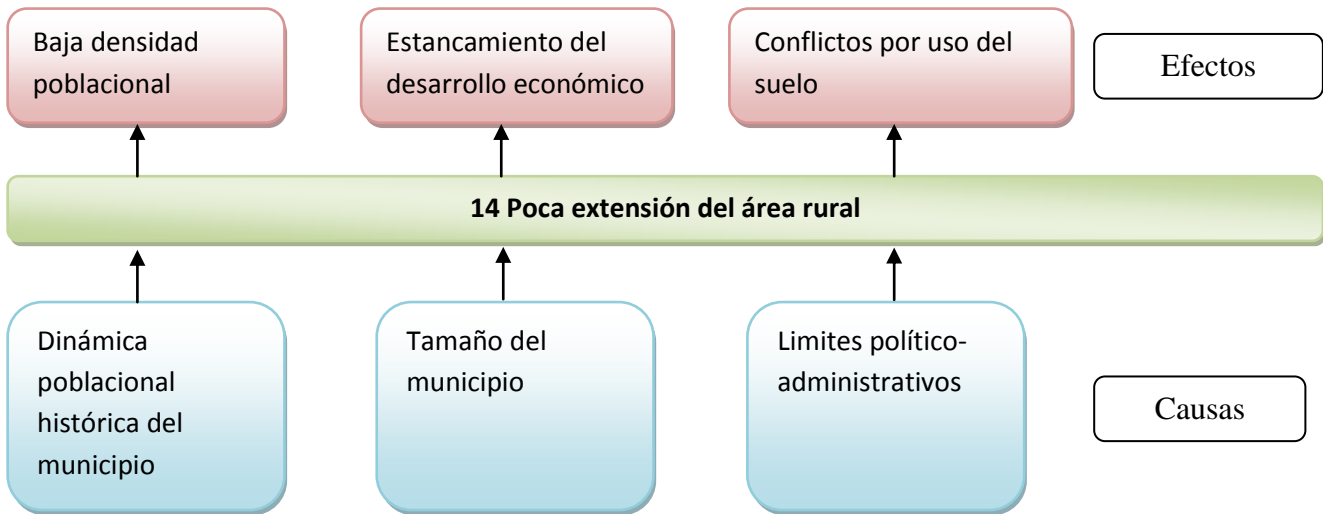 Baja densidad
poblacional
Estancamiento del
desarrollo económico
Conflictos por uso del
suelo
Efectos
14 Poca extensión del área rural
Dinámica
poblacional
histórica del
municipio
Tamaño del
municipio
Limites político-
administrativos
Causas